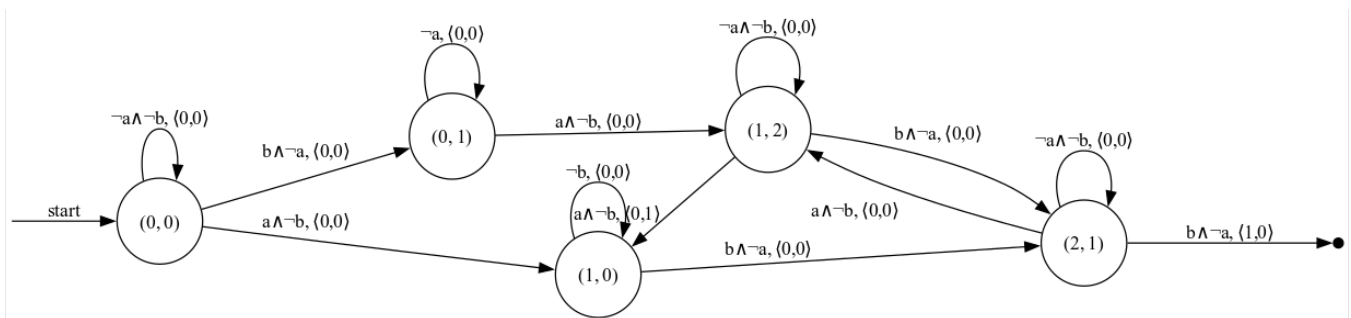 ¬a, ⟨0,0⟩
¬a∧¬b, ⟨0,0⟩
¬a∧¬b, ⟨0,0⟩
a∧¬b, ⟨0,0⟩
(1, 2)
b∧¬a, ⟨0,0⟩
(0, 1)
b∧¬a, ⟨0,0⟩
¬a∧¬b, ⟨0,0⟩
¬b, ⟨0,0⟩
start
(0, 0)
a∧¬b, ⟨0,0⟩
a∧¬b, ⟨0,1⟩
a∧¬b, ⟨0,0⟩
b∧¬a, ⟨1,0⟩
(2, 1)
b∧¬a, ⟨0,0⟩
(1, 0)